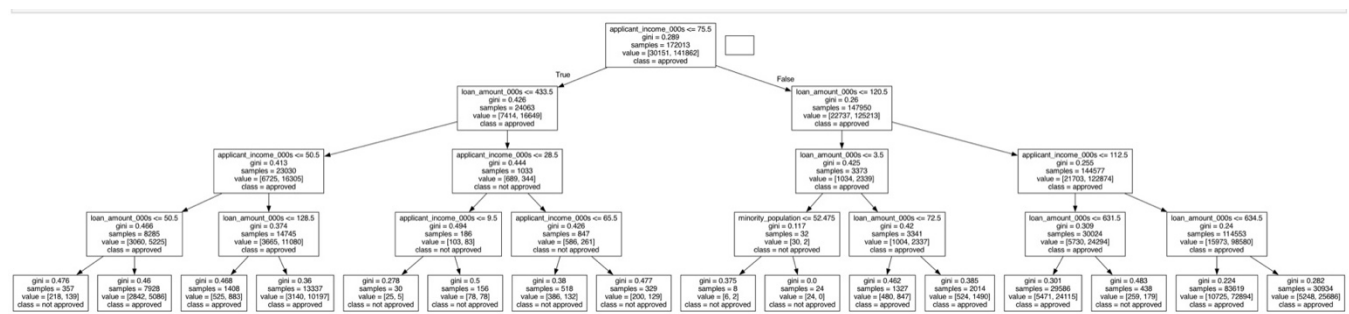 applicant_income_000s <= 75.5
gini = 0.289
samples = 172013
value = [30151, 141862]
class = approved
True
False
loan_amount_000s <= 433.5
gini = 0.426
samples = 24063
value = [7414, 16649]
class = approved
loan_amount_000s <= 120.5
gini = 0.26
samples = 147950
value = [22737, 125213]
class = approved
applicant_income_000s <= 50.5
gini = 0.413
samples = 23030
value = [6725, 16305]
class = approved
applicant_income_000s <= 28.5
gini = 0.444
samples = 1033
value = [689, 344]
class = not approved
loan_amount_000s <= 3.5
gini = 0.425
samples = 3373
value = [1034, 2339]
class = approved
applicant_income_000s <= 112.5
gini = 0.255
samples = 144577
value = [21703, 122874]
class = approved
loan_amount_000s <= 50.5
gini = 0.466
samples = 8285
value = [3060, 5225]
class = approved
loan_amount_000s <= 128.5
gini = 0.374
samples = 14745
value = [3665, 11080]
class = approved
applicant_income_000s <= 9.5
gini = 0.494
samples = 186
value = [103, 83]
class = not approved
applicant_income_000s <= 65.5
gini = 0.426
samples = 847
value = [586, 261]
class = not approved
minority_population <= 52.475
gini = 0.117
samples = 32
value = [30, 2]
class = not approved
loan_amount_000s <= 72.5
gini = 0.42
samples = 3341
value = [1004, 2337]
class = approved
loan_amount_000s <= 631.5
gini = 0.309
samples = 30024
value = [5730, 24294]
class = approved
loan_amount_000s <= 634.5
gini = 0.24
samples = 114553
value = [15973, 98580]
class = approved
gini = 0.476
samples = 357
value = [218, 139]
class = not approved
gini = 0.46
samples = 7928
value = [2842, 5086]
class = approved
gini = 0.468
samples = 1408
value = [525, 883]
class = approved
gini = 0.36
samples = 13337
value = [3140, 10197]
class = approved
gini = 0.278
samples = 30
value = [25, 5]
class = not approved
gini = 0.5
samples = 156
value = [78, 78]
class = not approved
gini = 0.38
samples = 518
value = [386, 132]
class = not approved
gini = 0.477
samples = 329
value = [200, 129]
class = not approved
gini = 0.375
samples = 8
value = [6, 2]
class = not approved
gini = 0.0
samples = 24
value = [24, 0]
class = not approved
gini = 0.462
samples = 1327
value = [480, 847]
class = approved
gini = 0.385
samples = 2014
value = [524, 1490]
class = approved
gini = 0.301
samples = 29586
value = [5471, 24115]
class = approved
gini = 0.483
samples = 438
value = [259, 179]
class = not approved
gini = 0.224
samples = 83619
value = [10725, 72894]
class = approved
gini = 0.282
samples = 30934
value = [5248, 25686]
class = approved